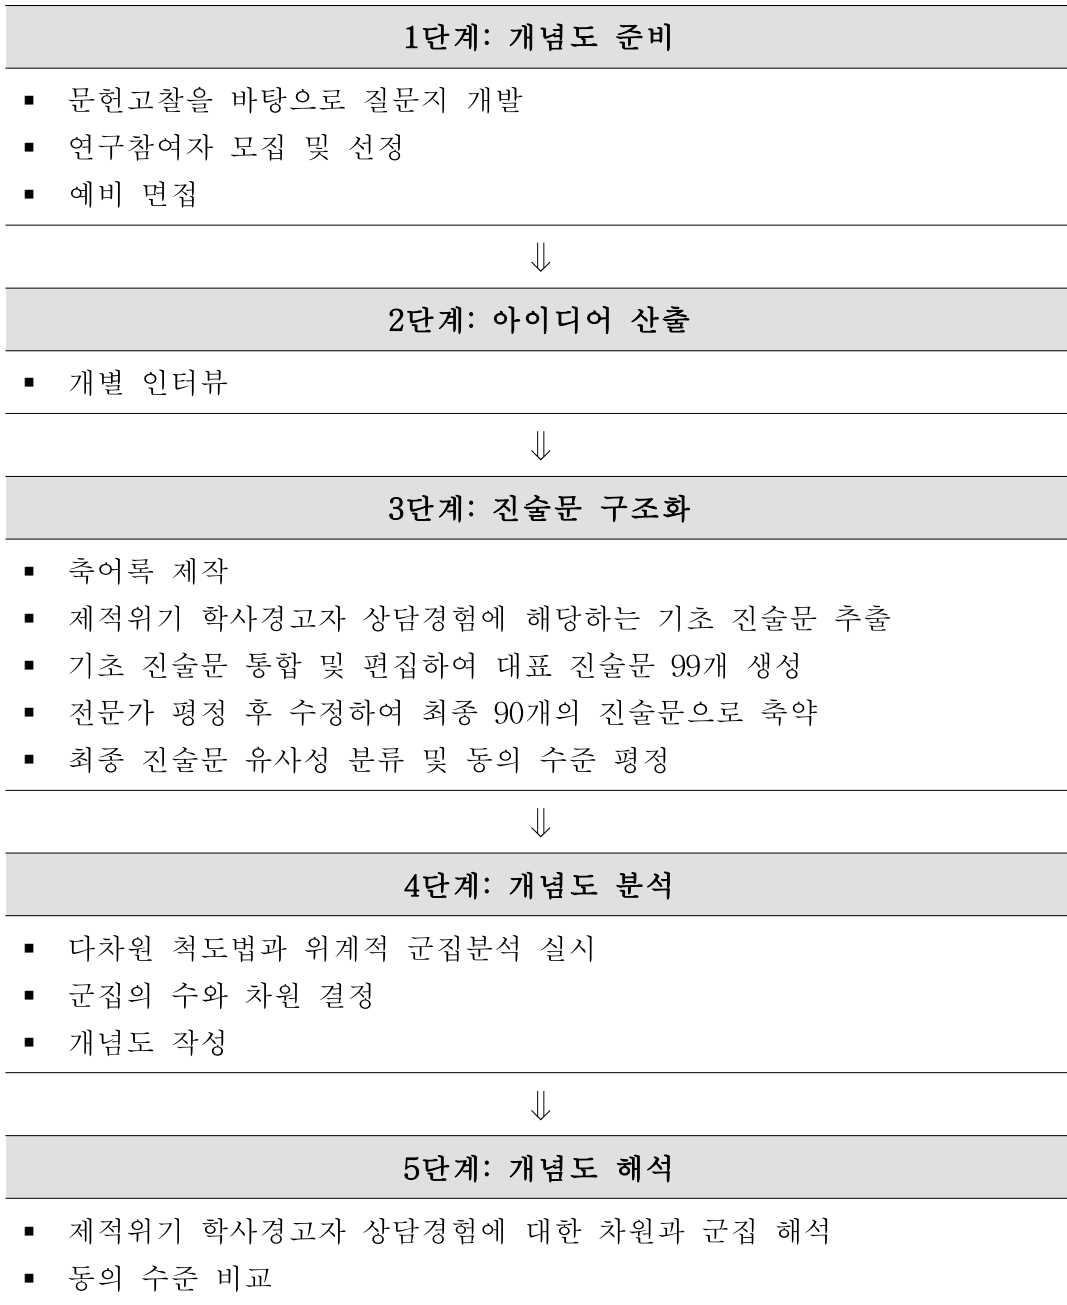 1단계: 개념도 준비
▪ 문헌고찰을 바탕으로 질문지 개발
▪ 연구참여자 모집 및 선정
▪ 예비 면접
⇓
2단계: 아이디어 산출
▪ 개별 인터뷰
⇓
3단계: 진술문 구조화
▪ 축어록 제작
▪ 제적위기 학사경고자 상담경험에 해당하는 기초 진술문 추출
▪ 기초 진술문 통합 및 편집하여 대표 진술문 99개 생성
▪ 전문가 평정 후 수정하여 최종 90개의 진술문으로 축약
▪ 최종 진술문 유사성 분류 및 동의 수준 평정
⇓
4단계: 개념도 분석
▪ 다차원 척도법과 위계적 군집분석 실시
▪ 군집의 수와 차원 결정
▪ 개념도 작성
⇓
5단계: 개념도 해석
▪ 제적위기 학사경고자 상담경험에 대한 차원과 군집 해석
▪ 동의 수준 비교